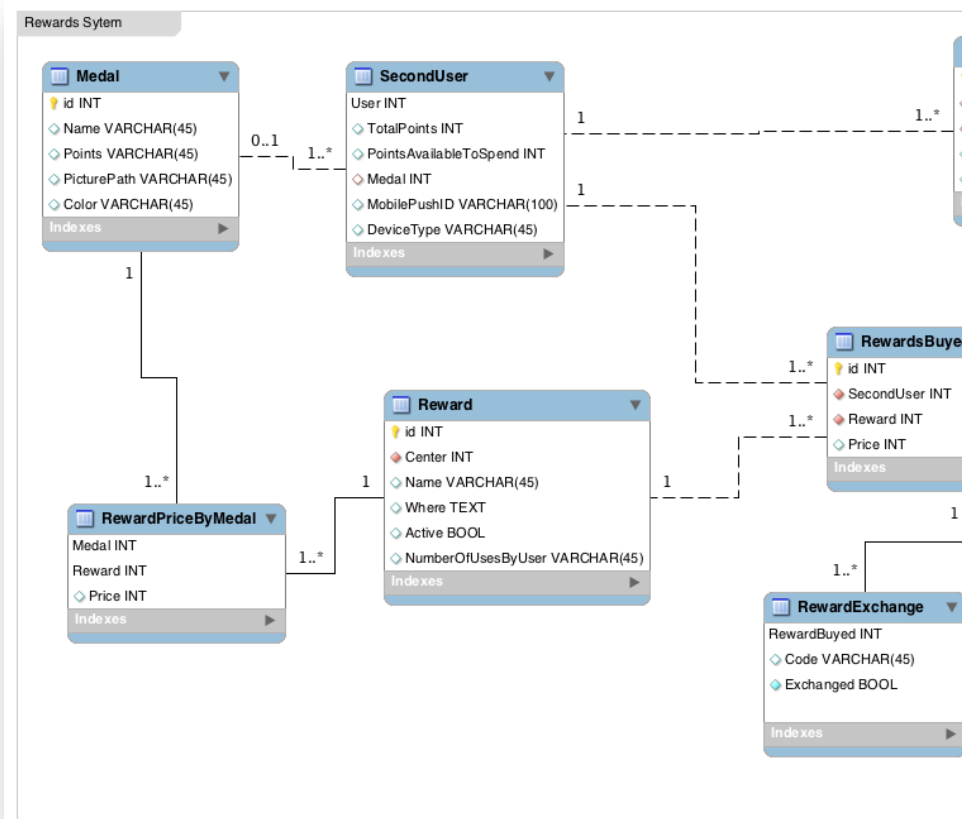 Rewards Sytem
Medal
id INT
Name VARCHAR(45)
Points VARCHAR(45)
PicturePath VARCHAR(45)
Color VARCHAR(45)
Indexes
0..1
1..*
SecondUser
User INT
TotalPoints INT
PointsAvailableToSpend INT
Medal INT
MobilePushID VARCHAR(100)
DeviceType VARCHAR(45)
Indexes
1
1..*
1
1..*
1
1..*
RewardPriceByMedal
Medal INT
Reward INT
Price INT
Indexes
1..*
1
Reward
id INT
Center INT
Name VARCHAR(45)
Where TEXT
Active BOOL
NumberOfUsesByUser VARCHAR(45)
Indexes
1
1..*
RewardsBuye
id INT
SecondUser INT
Reward INT
Price INT
Indexes
1
1..*
RewardExchange
RewardBuyed INT
Code VARCHAR(45)
Exchanged BOOL
Indexes